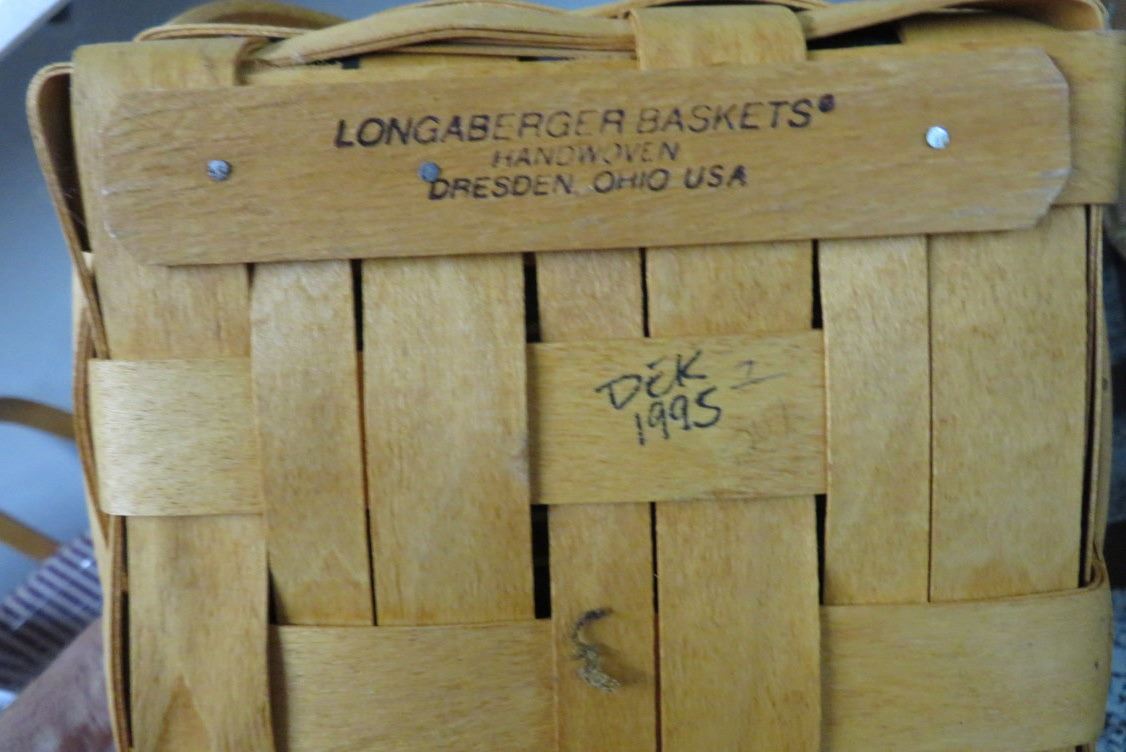 LONGABERGER BASKETS®
HANDWOVEN
DRESDEN, OHIO USA
DEK
1995